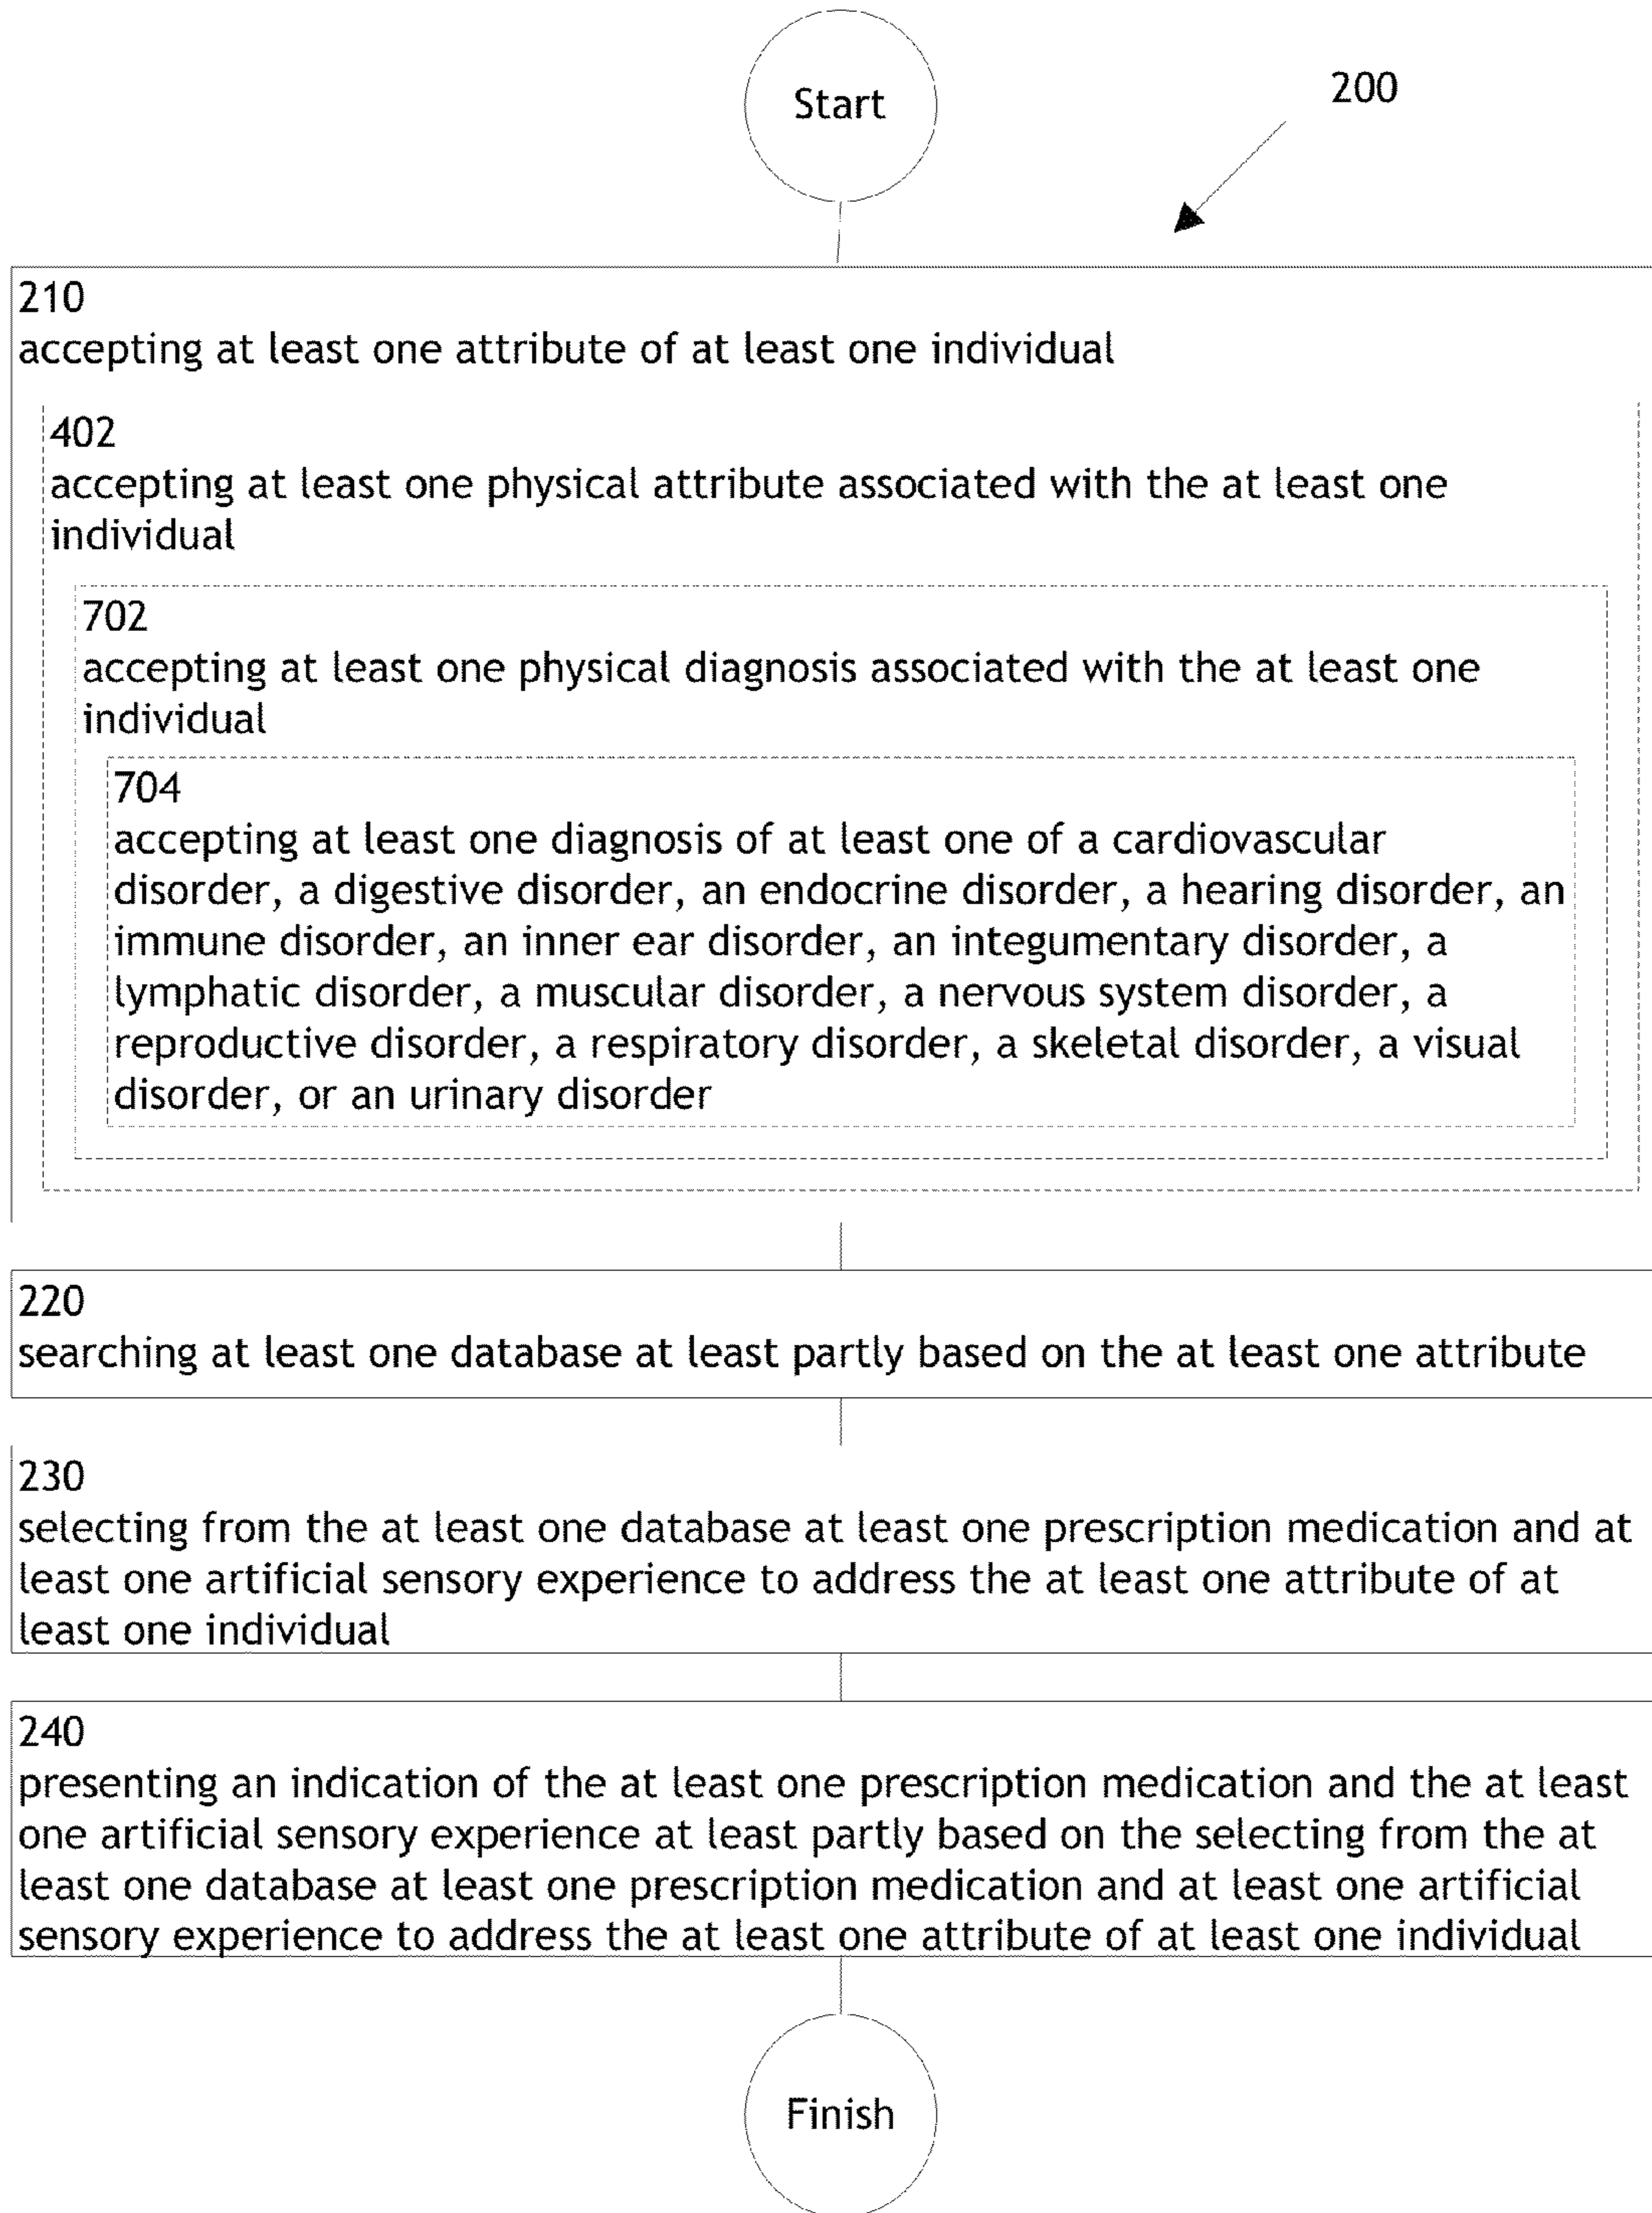 Start
200
210
accepting at least one attribute of at least one individual
402
accepting at least one physical attribute associated with the at least one
individual
702
accepting at least one physical diagnosis associated with the at least one
individual
704
accepting at least one diagnosis of at least one of a cardiovascular
disorder, a digestive disorder, an endocrine disorder, a hearing disorder, an
immune disorder, an inner ear disorder, an integumentary disorder, a
lymphatic disorder, a muscular disorder, a nervous system disorder, a
reproductive disorder, a respiratory disorder, a skeletal disorder, a visual
disorder, or an urinary disorder
220
searching at least one database at least partly based on the at least one attribute
230
selecting from the at least one database at least one prescription medication and at
least one artificial sensory experience to address the at least one attribute of at
least one individual
240
presenting an indication of the at least one prescription medication and the at least
one artificial sensory experience at least partly based on the selecting from the at
least one database at least one prescription medication and at least one artificial
sensory experience to address the at least one attribute of at least one individual
Finish